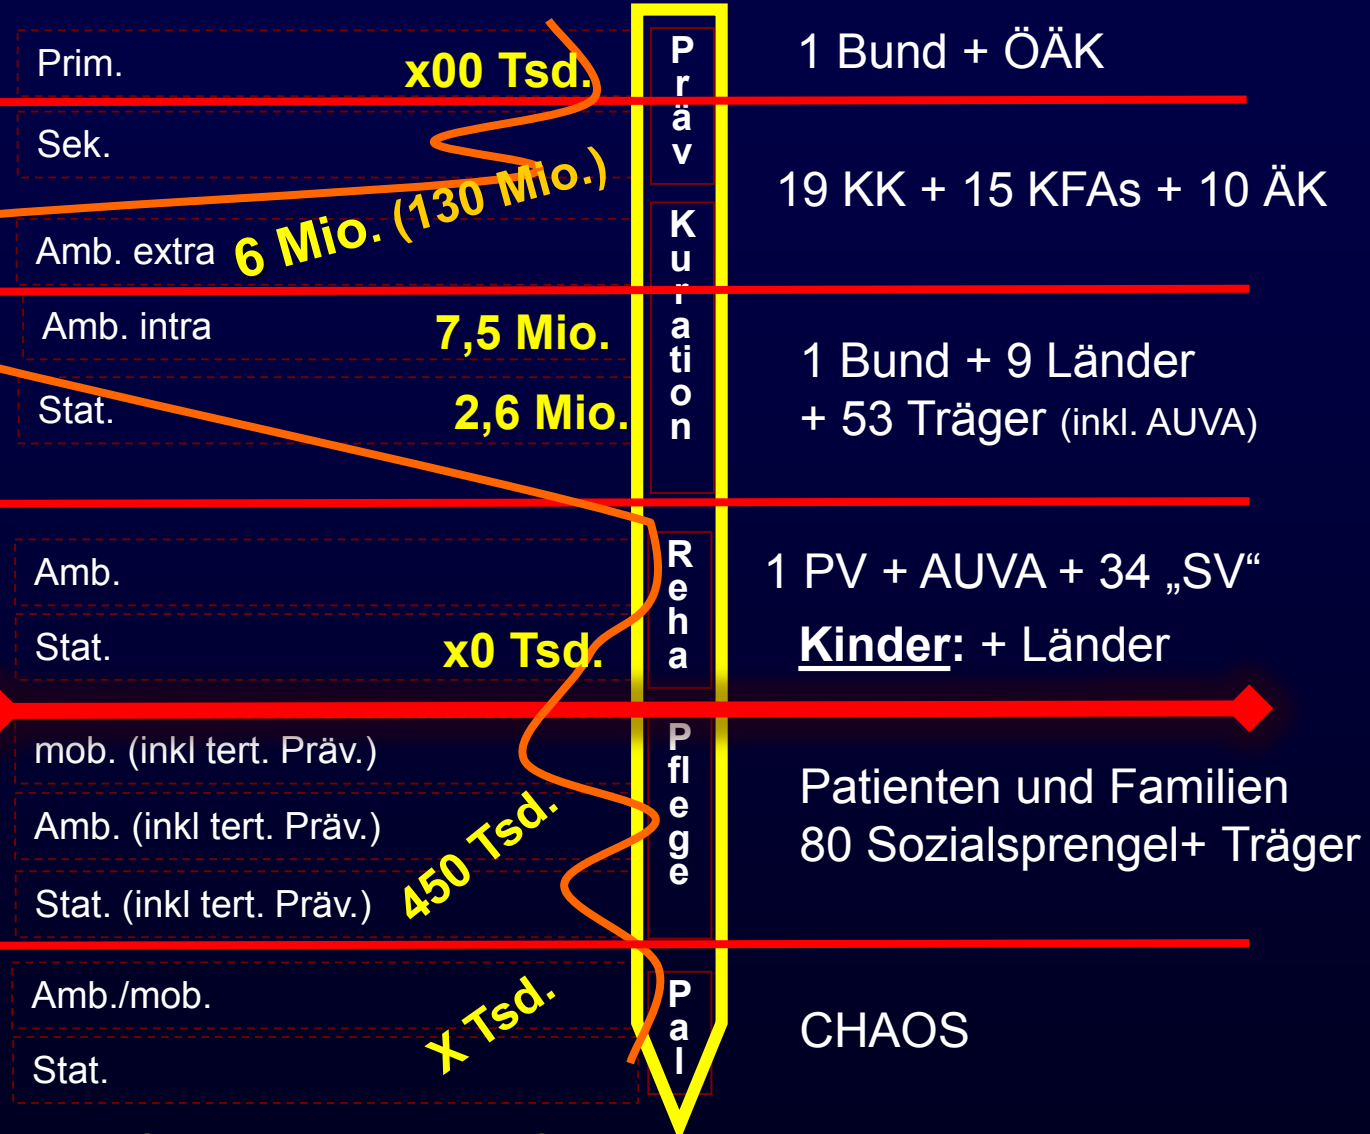 Prim.
x00 Tsd.
Präv
1 Bund + ÖÄK
Sek.
19 KK + 15 KFAs + 10 ÄK
Amb. extra
6 Mio. (130 Mio.)
Kuration
Amb. intra
7,5 Mio.
1 Bund + 9 Länder
+ 53 Träger (inkl. AUVA)
Stat.
2,6 Mio.
Amb.
Reha
1 PV + AUVA + 34 „SV“
Stat.
x0 Tsd.
Kinder: + Länder
mob. (inkl tert. Präv.)
Pflege
Patienten und Familien
80 Sozialsprengel+ Träger
Amb. (inkl tert. Präv.)
450 Tsd.
Stat. (inkl tert. Präv.)
Amb./mob.
X Tsd.
Pal
CHAOS
Stat.